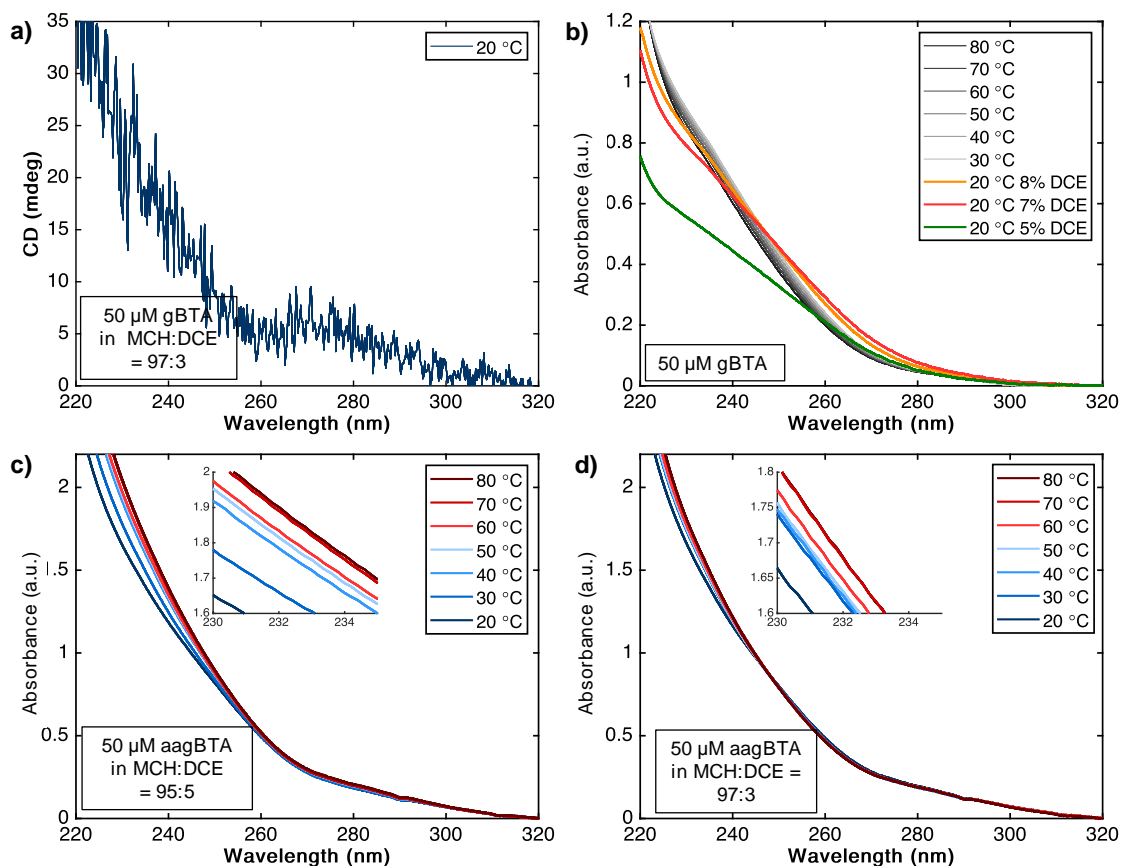 a)
35
30
25
20
15
10
5
0
CD (mdeg)
20 °C
50 µM gBTA
in MCH:DCE
= 97:3
220 240 260 280 300 320
Wavelength (nm)
b)
1.2
1
0.8
0.6
0.4
0.2
0
Absorbance (a.u.)
80 °C
70 °C
60 °C
50 °C
40 °C
30 °C
20 °C 8% DCE
20 °C 7% DCE
20 °C 5% DCE
50 µM gBTA
220 240 260 280 300 320
Wavelength (nm)
c)
2
1.5
1
0.5
0
Absorbance (a.u.)
2
1.9
1.8
1.7
1.6
230 232 234
80 °C
70 °C
60 °C
50 °C
40 °C
30 °C
20 °C
50 µM aagBTA
in MCH:DCE
= 95:5
220 240 260 280 300 320
Wavelength (nm)
d)
2
1.5
1
0.5
0
Absorbance (a.u.)
1.8
1.75
1.7
1.65
1.6
230 232 234
80 °C
70 °C
60 °C
50 °C
40 °C
30 °C
20 °C
50 µM aagBTA
in MCH:DCE =
97:3
220 240 260 280 300 320
Wavelength (nm)